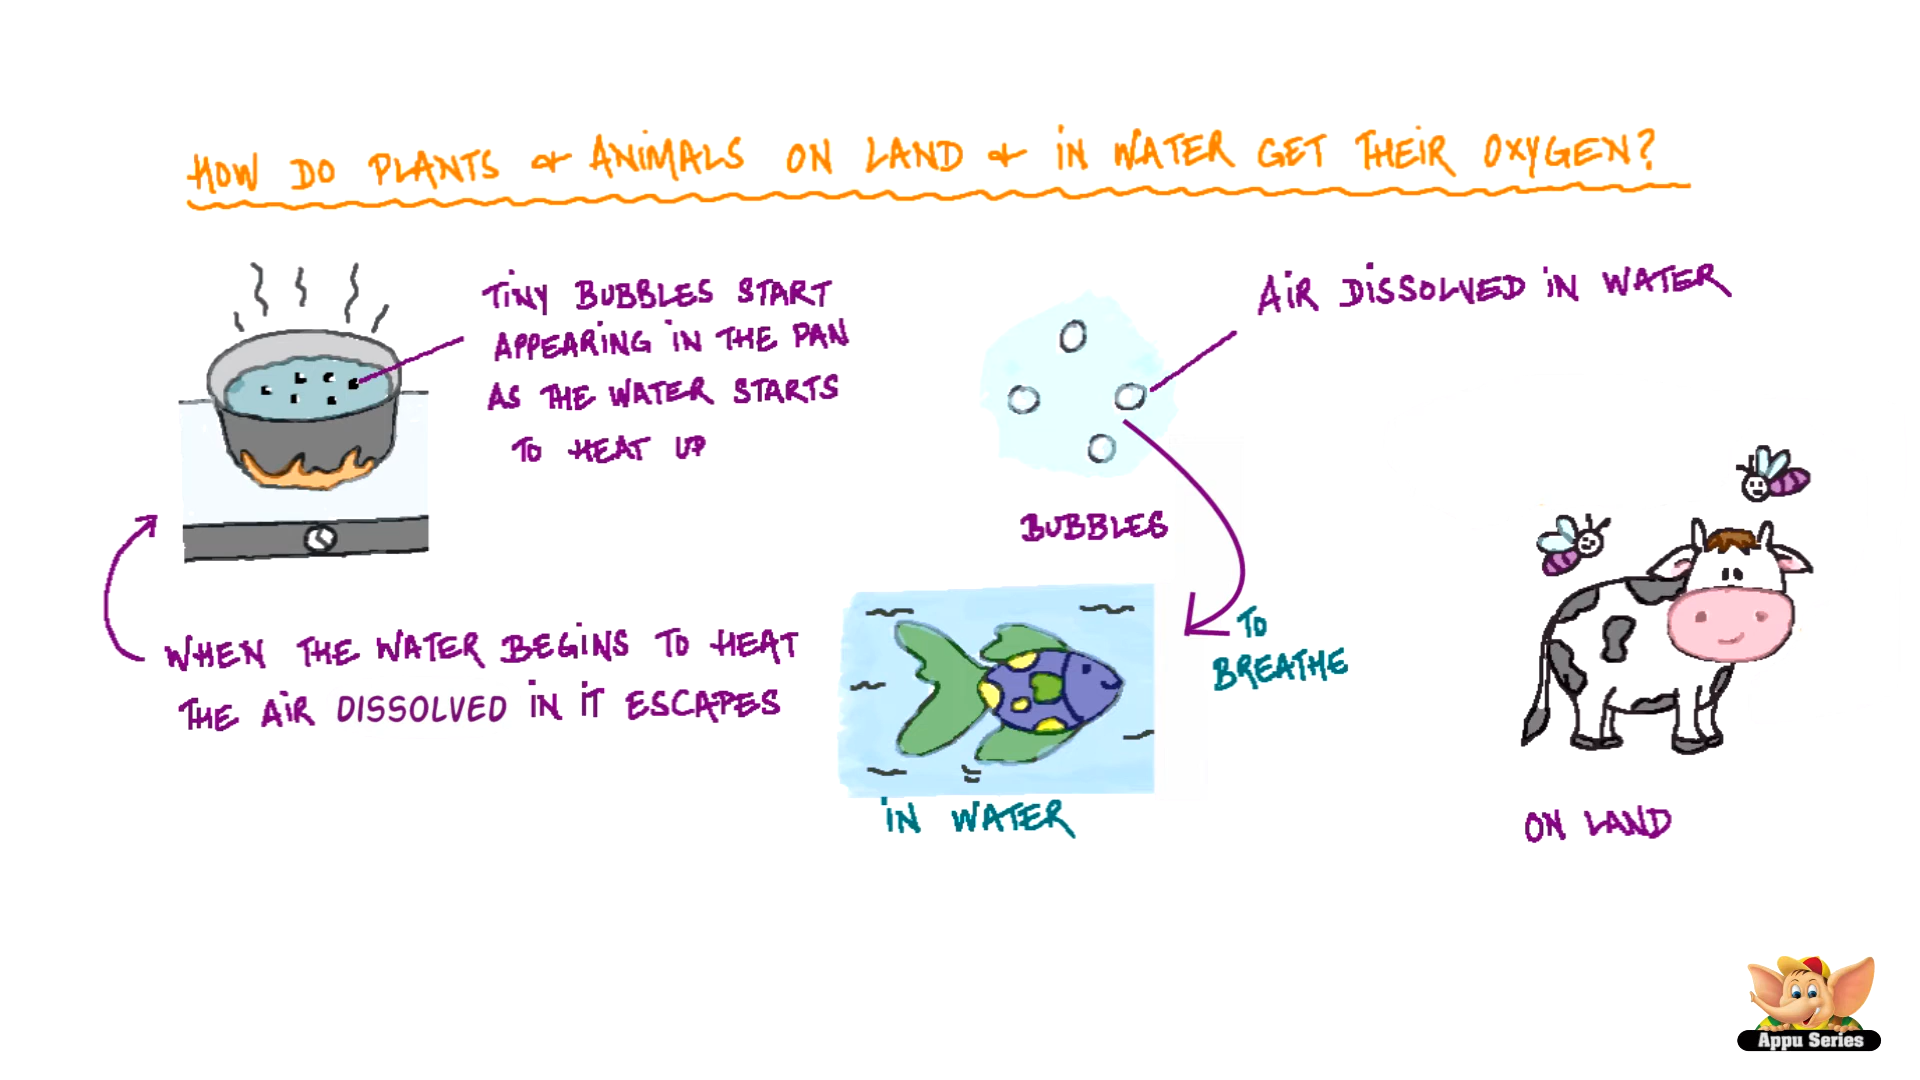 HOW DO PLANTS & ANIMALS ON LAND & IN WATER GET THEIR OXYGEN?
TINY BUBBLES START
APPEARING IN THE PAN
AS THE WATER STARTS
TO HEAT UP
AIR DISSOLVED IN WATER
BUBBLES
WHEN THE WATER BEGINS TO HEAT
THE AIR DISSOLVED IN IT ESCAPES
TO
BREATHE
IN WATER
ON LAND
Appu Series